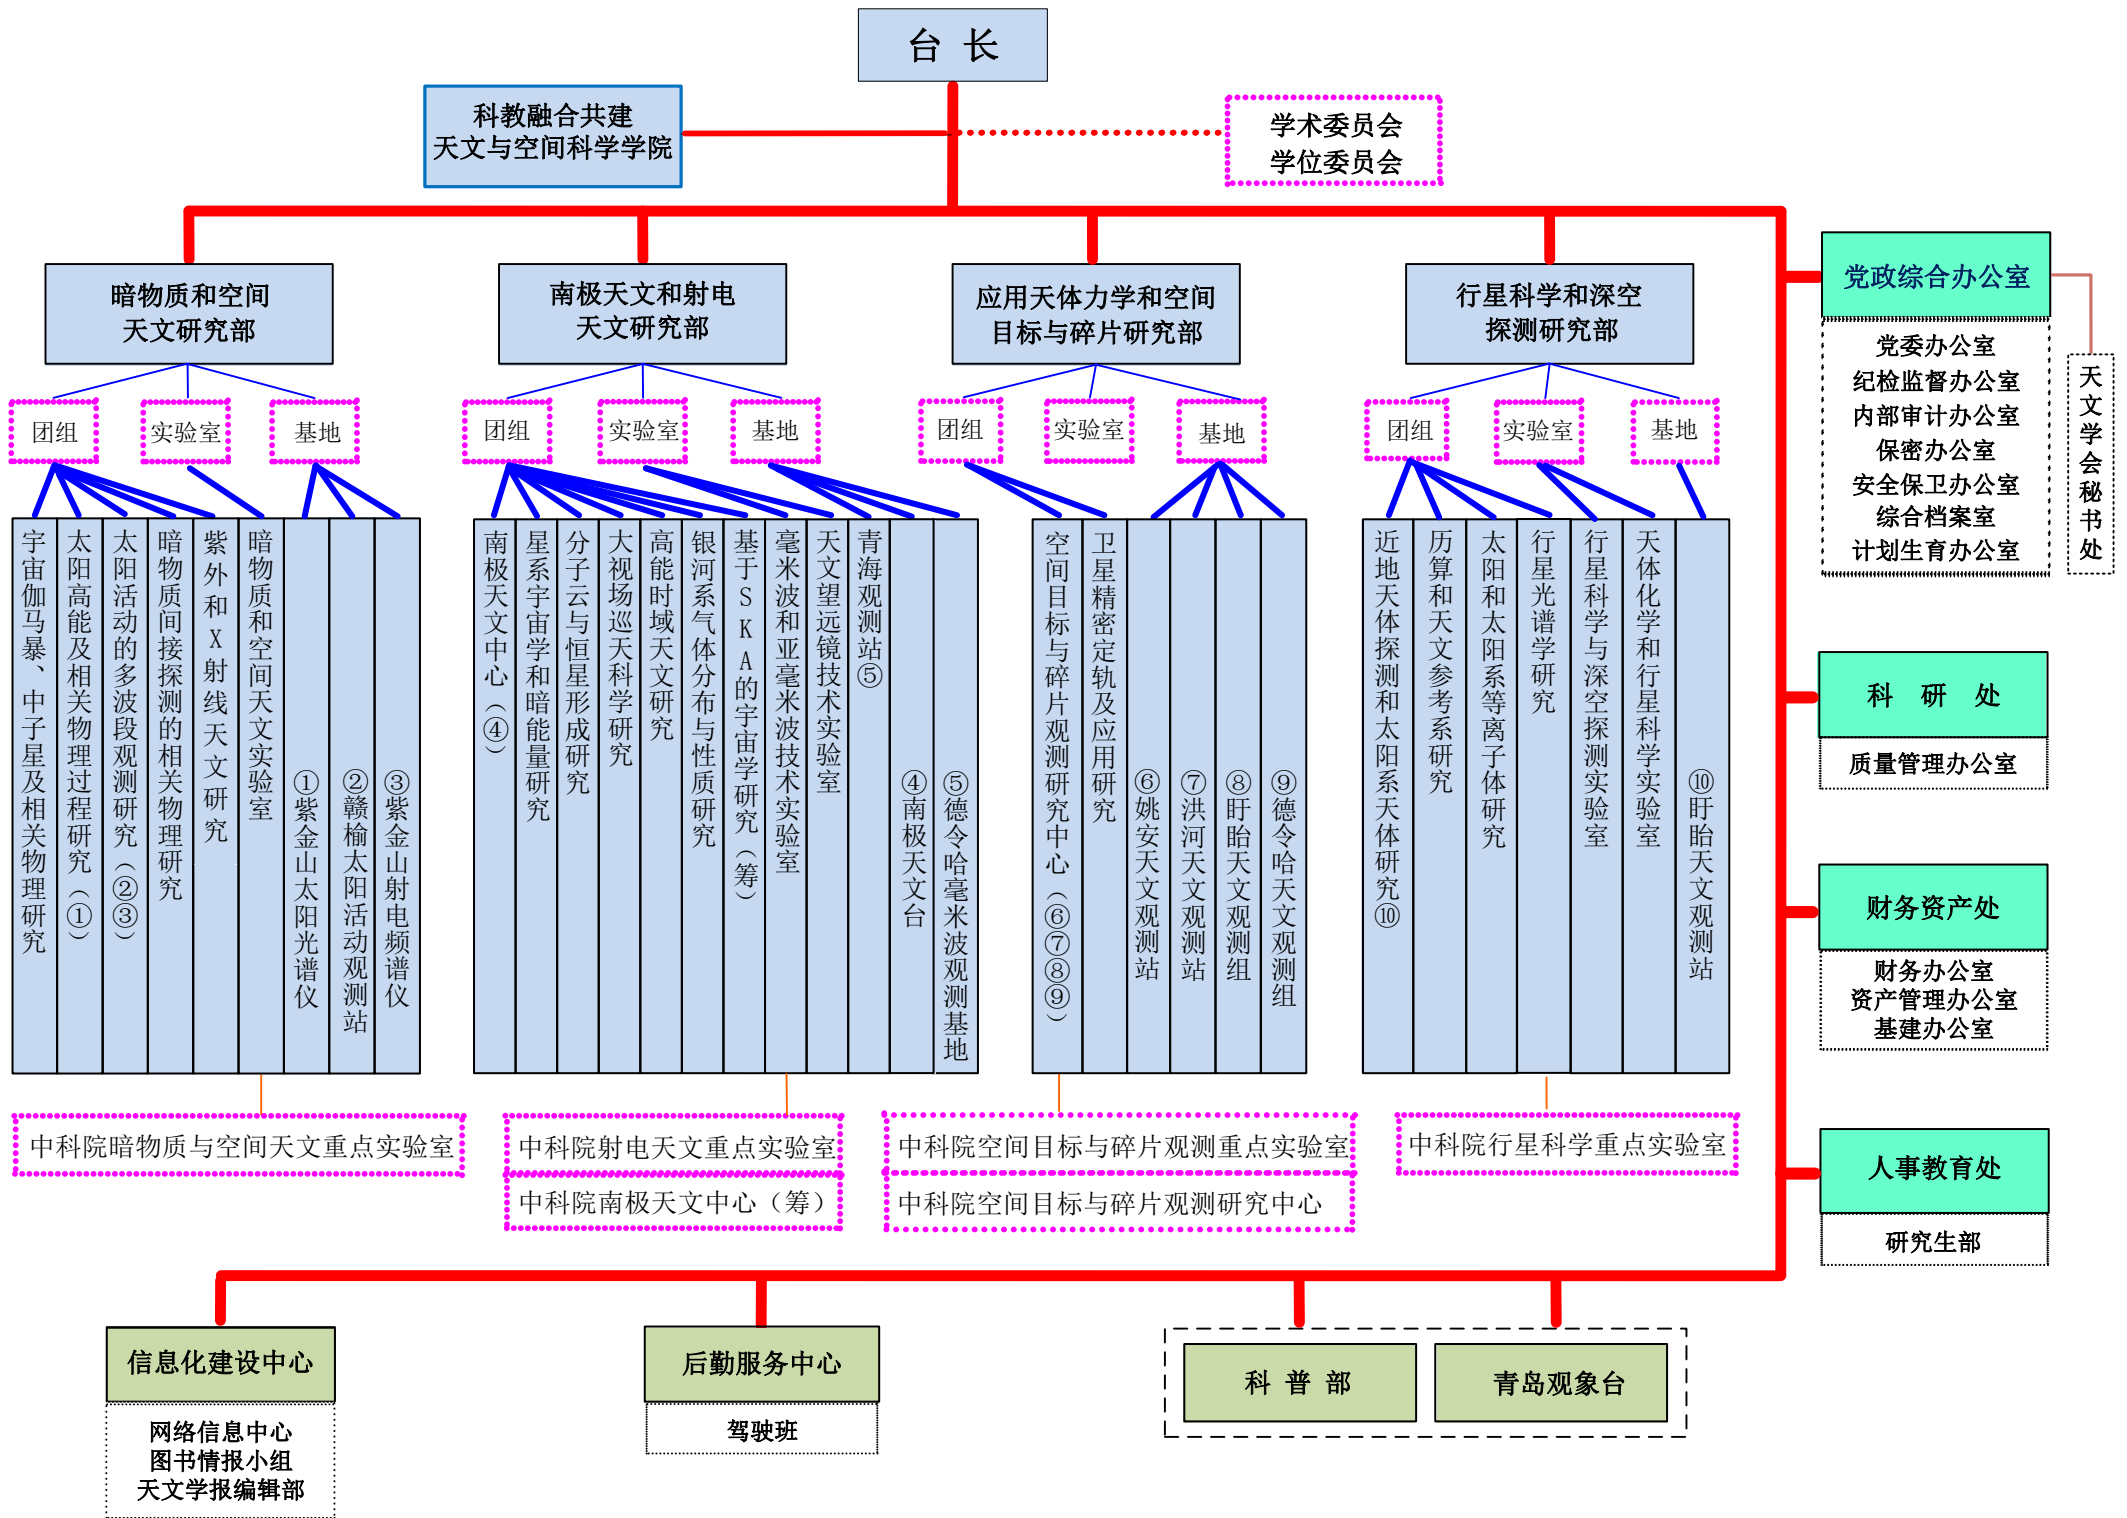 台 长
科教融合共建
天文与空间科学学院
学术委员会
学位委员会
暗物质和空间
天文研究部
南极天文和射电
天文研究部
应用天体力学和空间
目标与碎片研究部
行星科学和深空
探测研究部
党政综合办公室
党委办公室
纪检监督办公室
内部审计办公室
保密办公室
安全保卫办公室
综合档案室
计划生育办公室
天文学会秘书处
团组
实验室
基地
团组
实验室
基地
团组
实验室
基地
团组
实验室
基地
宇宙伽马暴、中子星及相关物理研究
太阳高能及相关物理过程研究（①）
太阳活动的多波段观测研究（②③）
暗物质间接探测的相关物理研究
紫外和X射线天文研究
暗物质和空间天文实验室
①紫金山太阳光谱仪
②赣榆太阳活动观测站
③紫金山射电频谱仪
南极天文中心（④）
星系宇宙学和暗能量研究
分子云与恒星形成研究
大视场巡天科学研究
高能时域天文研究
银河系气体分布与性质研究
基于SKA的宇宙学研究（筹）
毫米波和亚毫米波技术实验室
天文望远镜技术实验室
青海观测站⑤
④南极天文台
⑤德令哈毫米波观测基地
空间目标与碎片观测研究中心（⑥⑦⑧⑨）
卫星精密定轨及应用研究
⑥姚安天文观测站
⑦洪河天文观测站
⑧盱眙天文观测组
⑨德令哈天文观测组
近地天体探测和太阳系天体研究⑩
历算和天文参考系研究
太阳和太阳系等离子体研究
行星光谱学研究
行星科学与深空探测实验室
天体化学和行星科学实验室
⑩盱眙天文观测站
科 研 处
质量管理办公室
财务资产处
财务办公室
资产管理办公室
基建办公室
人事教育处
研究生部
中科院暗物质与空间天文重点实验室
中科院射电天文重点实验室
中科院南极天文中心（筹）
中科院空间目标与碎片观测重点实验室
中科院空间目标与碎片观测研究中心
中科院行星科学重点实验室
信息化建设中心
网络信息中心
图书情报小组
天文学报编辑部
后勤服务中心
驾驶班
科 普 部
青岛观象台